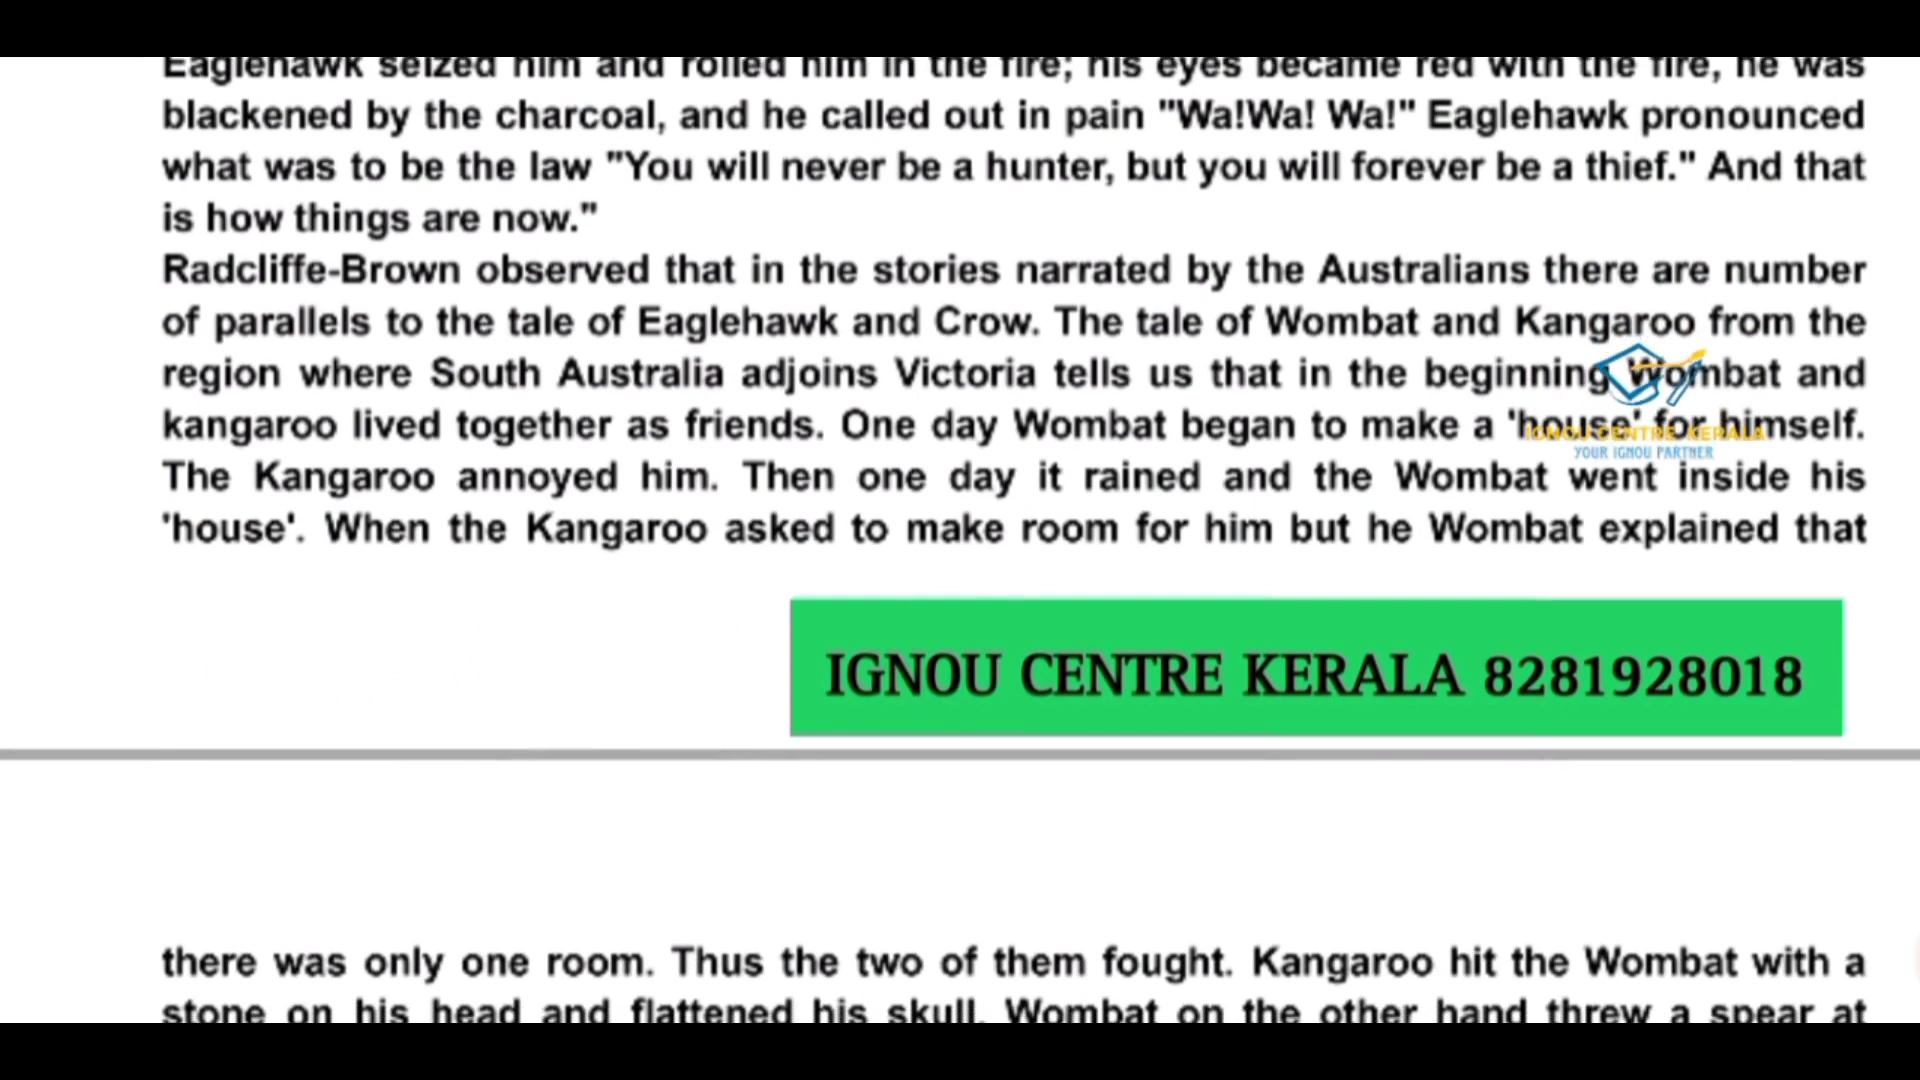 Eaglehawk seized him and rolled him in the fire; his eyes became red with the fire, he was
blackened by the charcoal, and he called out in pain "Wa!Wa! Wa!" Eaglehawk pronounced
what was to be the law "You will never be a hunter, but you will forever be a thief." And that
is how things are now."
Radcliffe-Brown observed that in the stories narrated by the Australians there are number
of parallels to the tale of Eaglehawk and Crow. The tale of Wombat and Kangaroo from the
region where South Australia adjoins Victoria tells us that in the beginning Wombat and
kangaroo lived together as friends. One day Wombat began to make a 'house' for himself.
IGNOU CENTRE KERALA
YOUR IGNOU PARTNER
The Kangaroo annoyed him. Then one day it rained and the Wombat went inside his
'house'. When the Kangaroo asked to make room for him but he Wombat explained that
IGNOU CENTRE KERALA 8281928018
there was only one room. Thus the two of them fought. Kangaroo hit the Wombat with a
stone on his head and flattened his skull. Wombat on the other hand threw a spear at